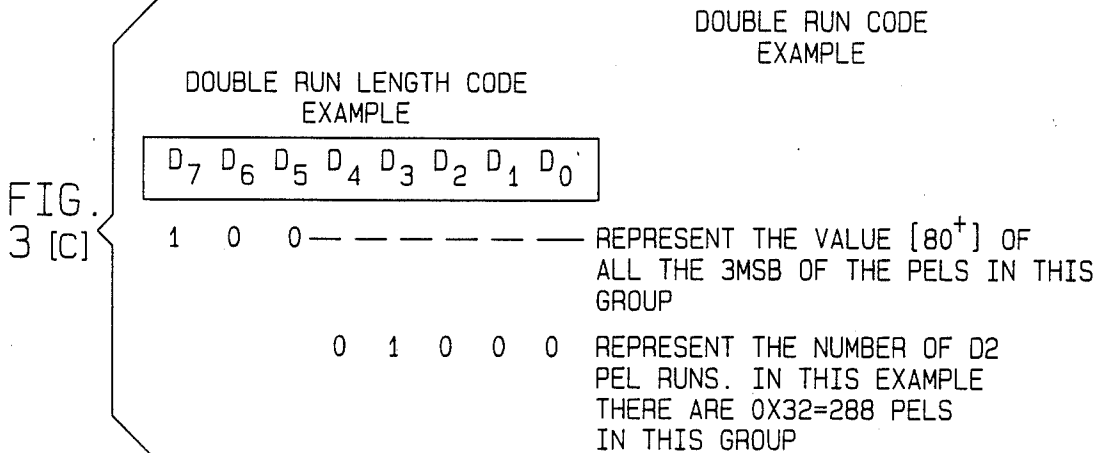 DOUBLE RUN CODE
EXAMPLE
DOUBLE RUN LENGTH CODE
EXAMPLE
D7 D6 D5 D4 D3 D2 D1 D0
FIG.
3 [C]
1 0 0 — — — — — — REPRESENT THE VALUE [80+] OF
ALL THE 3MSB OF THE PELS IN THIS
GROUP
0 1 0 0 0 REPRESENT THE NUMBER OF D2
PEL RUNS. IN THIS EXAMPLE
THERE ARE 0X32=288 PELS
IN THIS GROUP